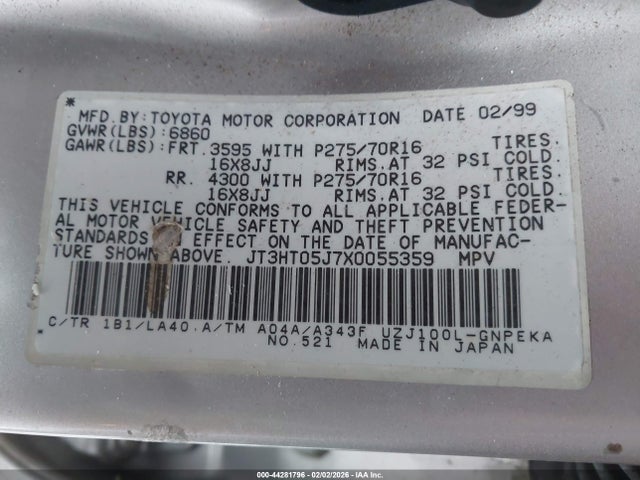 *
MFD.BY:TOYOTA MOTOR CORPORATION DATE 02/99
GVWR(LBS):6860
GAWR(LBS):FRT.3595 WITH P275/70R16 TIRES.
16X8JJ RIMS.AT 32 PSI COLD.
RR. 4300 WITH P275/70R16 TIRES.
16X8JJ RIMS.AT 32 PSI COLD.
THIS VEHICLE CONFORMS TO ALL APPLICABLE FEDER-
AL MOTOR VEHICLE SAFETY AND THEFT PREVENTION
STANDARDS IN EFFECT ON THE DATE OF MANUFAC-
TURE SHOWN ABOVE. JT3HT05J7X0055359 MPV
C/TR 1B1/LA40 A/TM A04A/A343F UZJ100L-GNPEKA
NO.521 MADE IN JAPAN
000-44281796 - 02/02/2026 - COPYRIGHT IAA, LLC